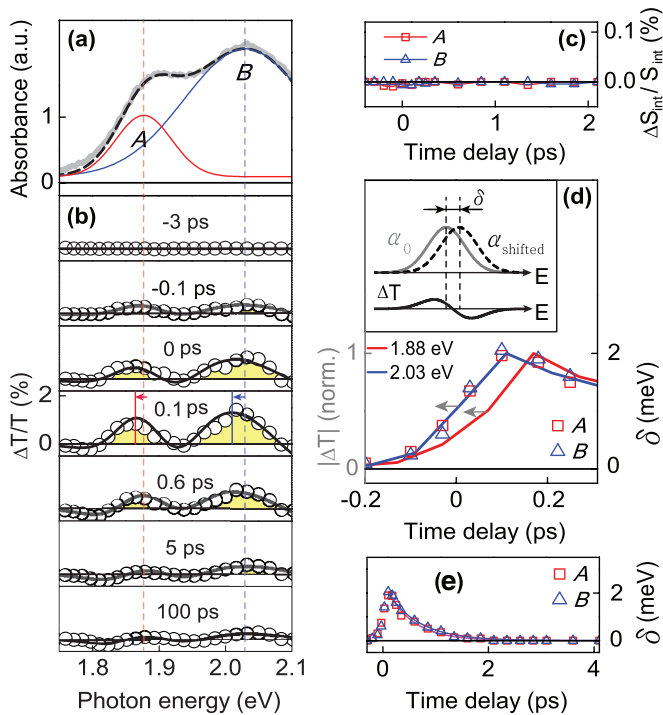 (a)
Absorbance (a.u.)
1
0
A
B
(b)
-3 ps
-0.1 ps
0 ps
0.1 ps
0.6 ps
5 ps
100 ps
ΔT/T (%)
2
0
1.8 1.9 2.0 2.1
Photon energy (eV)
(c)
A
B
0.1
0.0
ΔS_int/ S_int (%)
0 1 2
Time delay (ps)
(d)
δ
α_0
α_shifted
E
ΔT
E
1.88 eV
2.03 eV
|ΔT| (norm.)
1
0
A
B
2
0
δ (meV)
-0.2 0 0.2
Time delay (ps)
(e)
A
B
2
0
δ (meV)
0 2 4
Time delay (ps)